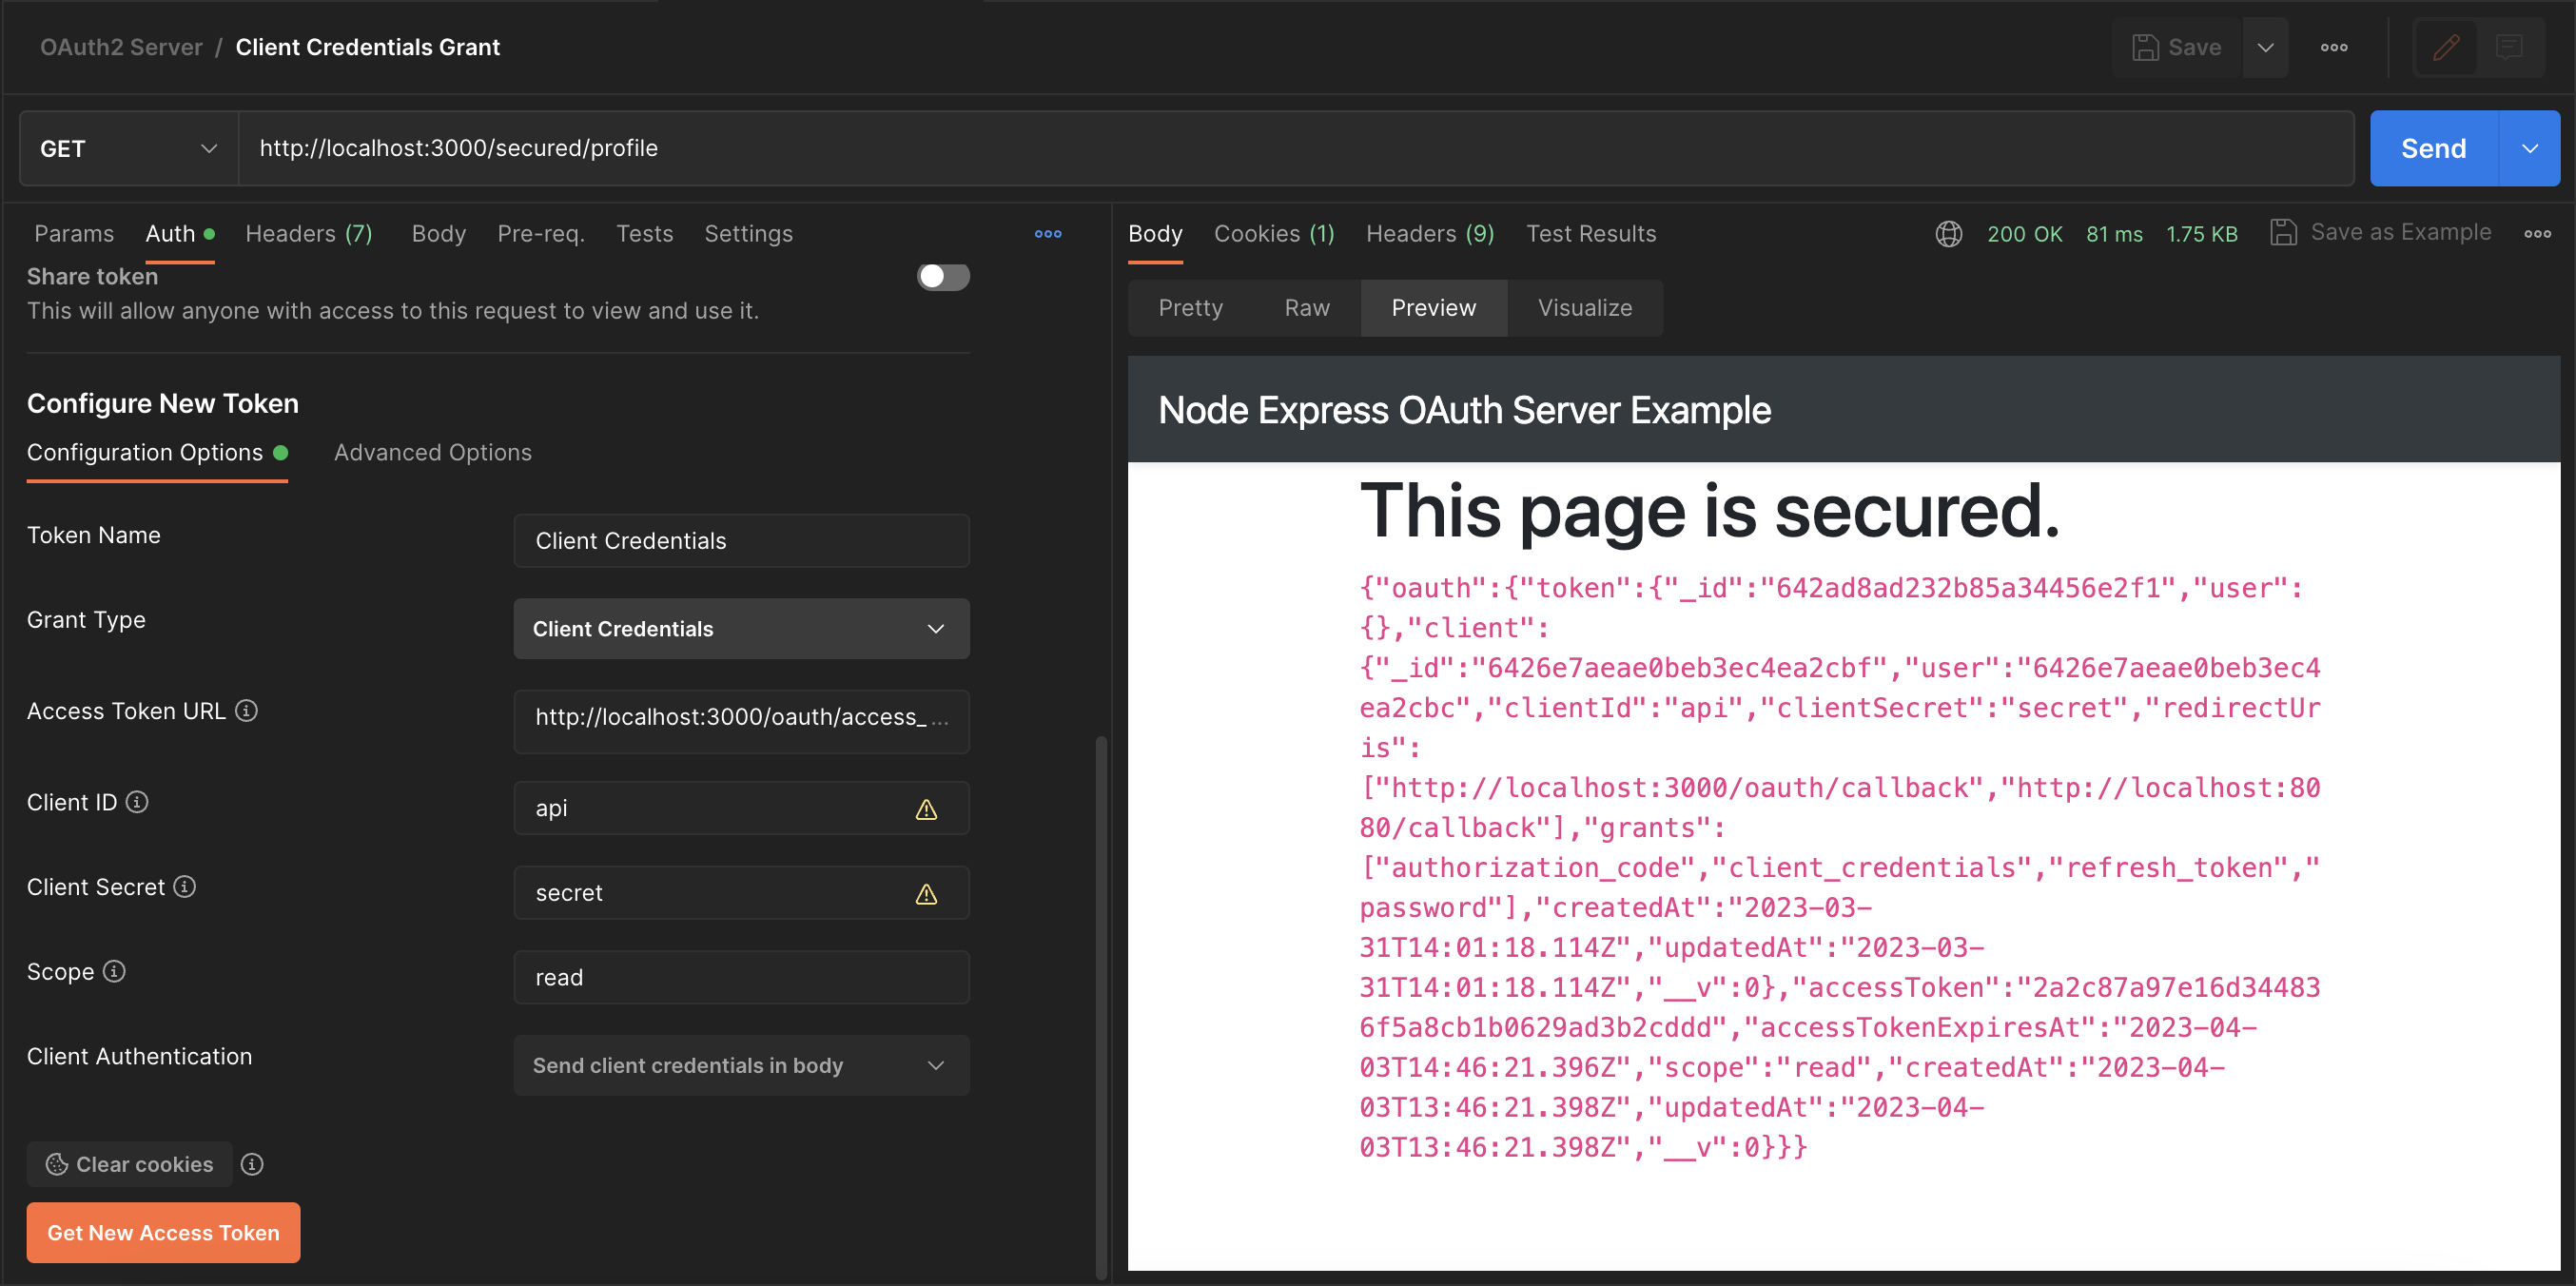 OAuth2 Server / Client Credentials Grant
Save
GET
http://localhost:3000/secured/profile
Send
Params Auth Headers (7) Body Pre-req. Tests Settings
Share token
This will allow anyone with access to this request to view and use it.
Configure New Token
Configuration Options Advanced Options
Token Name
Client Credentials
Grant Type
Client Credentials
Access Token URL
http://localhost:3000/oauth/access_ ...
Client ID
api
Client Secret
secret
Scope
read
Client Authentication
Send client credentials in body
Clear cookies
Get New Access Token
Body Cookies (1) Headers (9) Test Results
200 OK 81 ms 1.75 KB Save as Example
Pretty Raw Preview Visualize
Node Express OAuth Server Example
This page is secured.
{"oauth":{"token":{"_id":"642ad8ad232b85a34456e2f1","user":
{},"client":
{"_id":"6426e7aeae0beb3ec4ea2cbf","user":"6426e7aeae0beb3ec4
ea2cbc","clientId":"api","clientSecret":"secret","redirectUr
is":
["http://localhost:3000/oauth/callback","http://localhost:80
80/callback"],"grants":
["authorization_code","client_credentials","refresh_token","
password"],"createdAt":"2023-03-
31T14:01:18.114Z","updatedAt":"2023-03-
31T14:01:18.114Z","__v":0},"accessToken":"2a2c87a97e16d34483
6f5a8cb1b0629ad3b2cddd","accessTokenExpiresAt":"2023-04-
03T14:46:21.396Z","scope":"read","createdAt":"2023-04-
03T13:46:21.398Z","updatedAt":"2023-04-
03T13:46:21.398Z","__v":0}}}